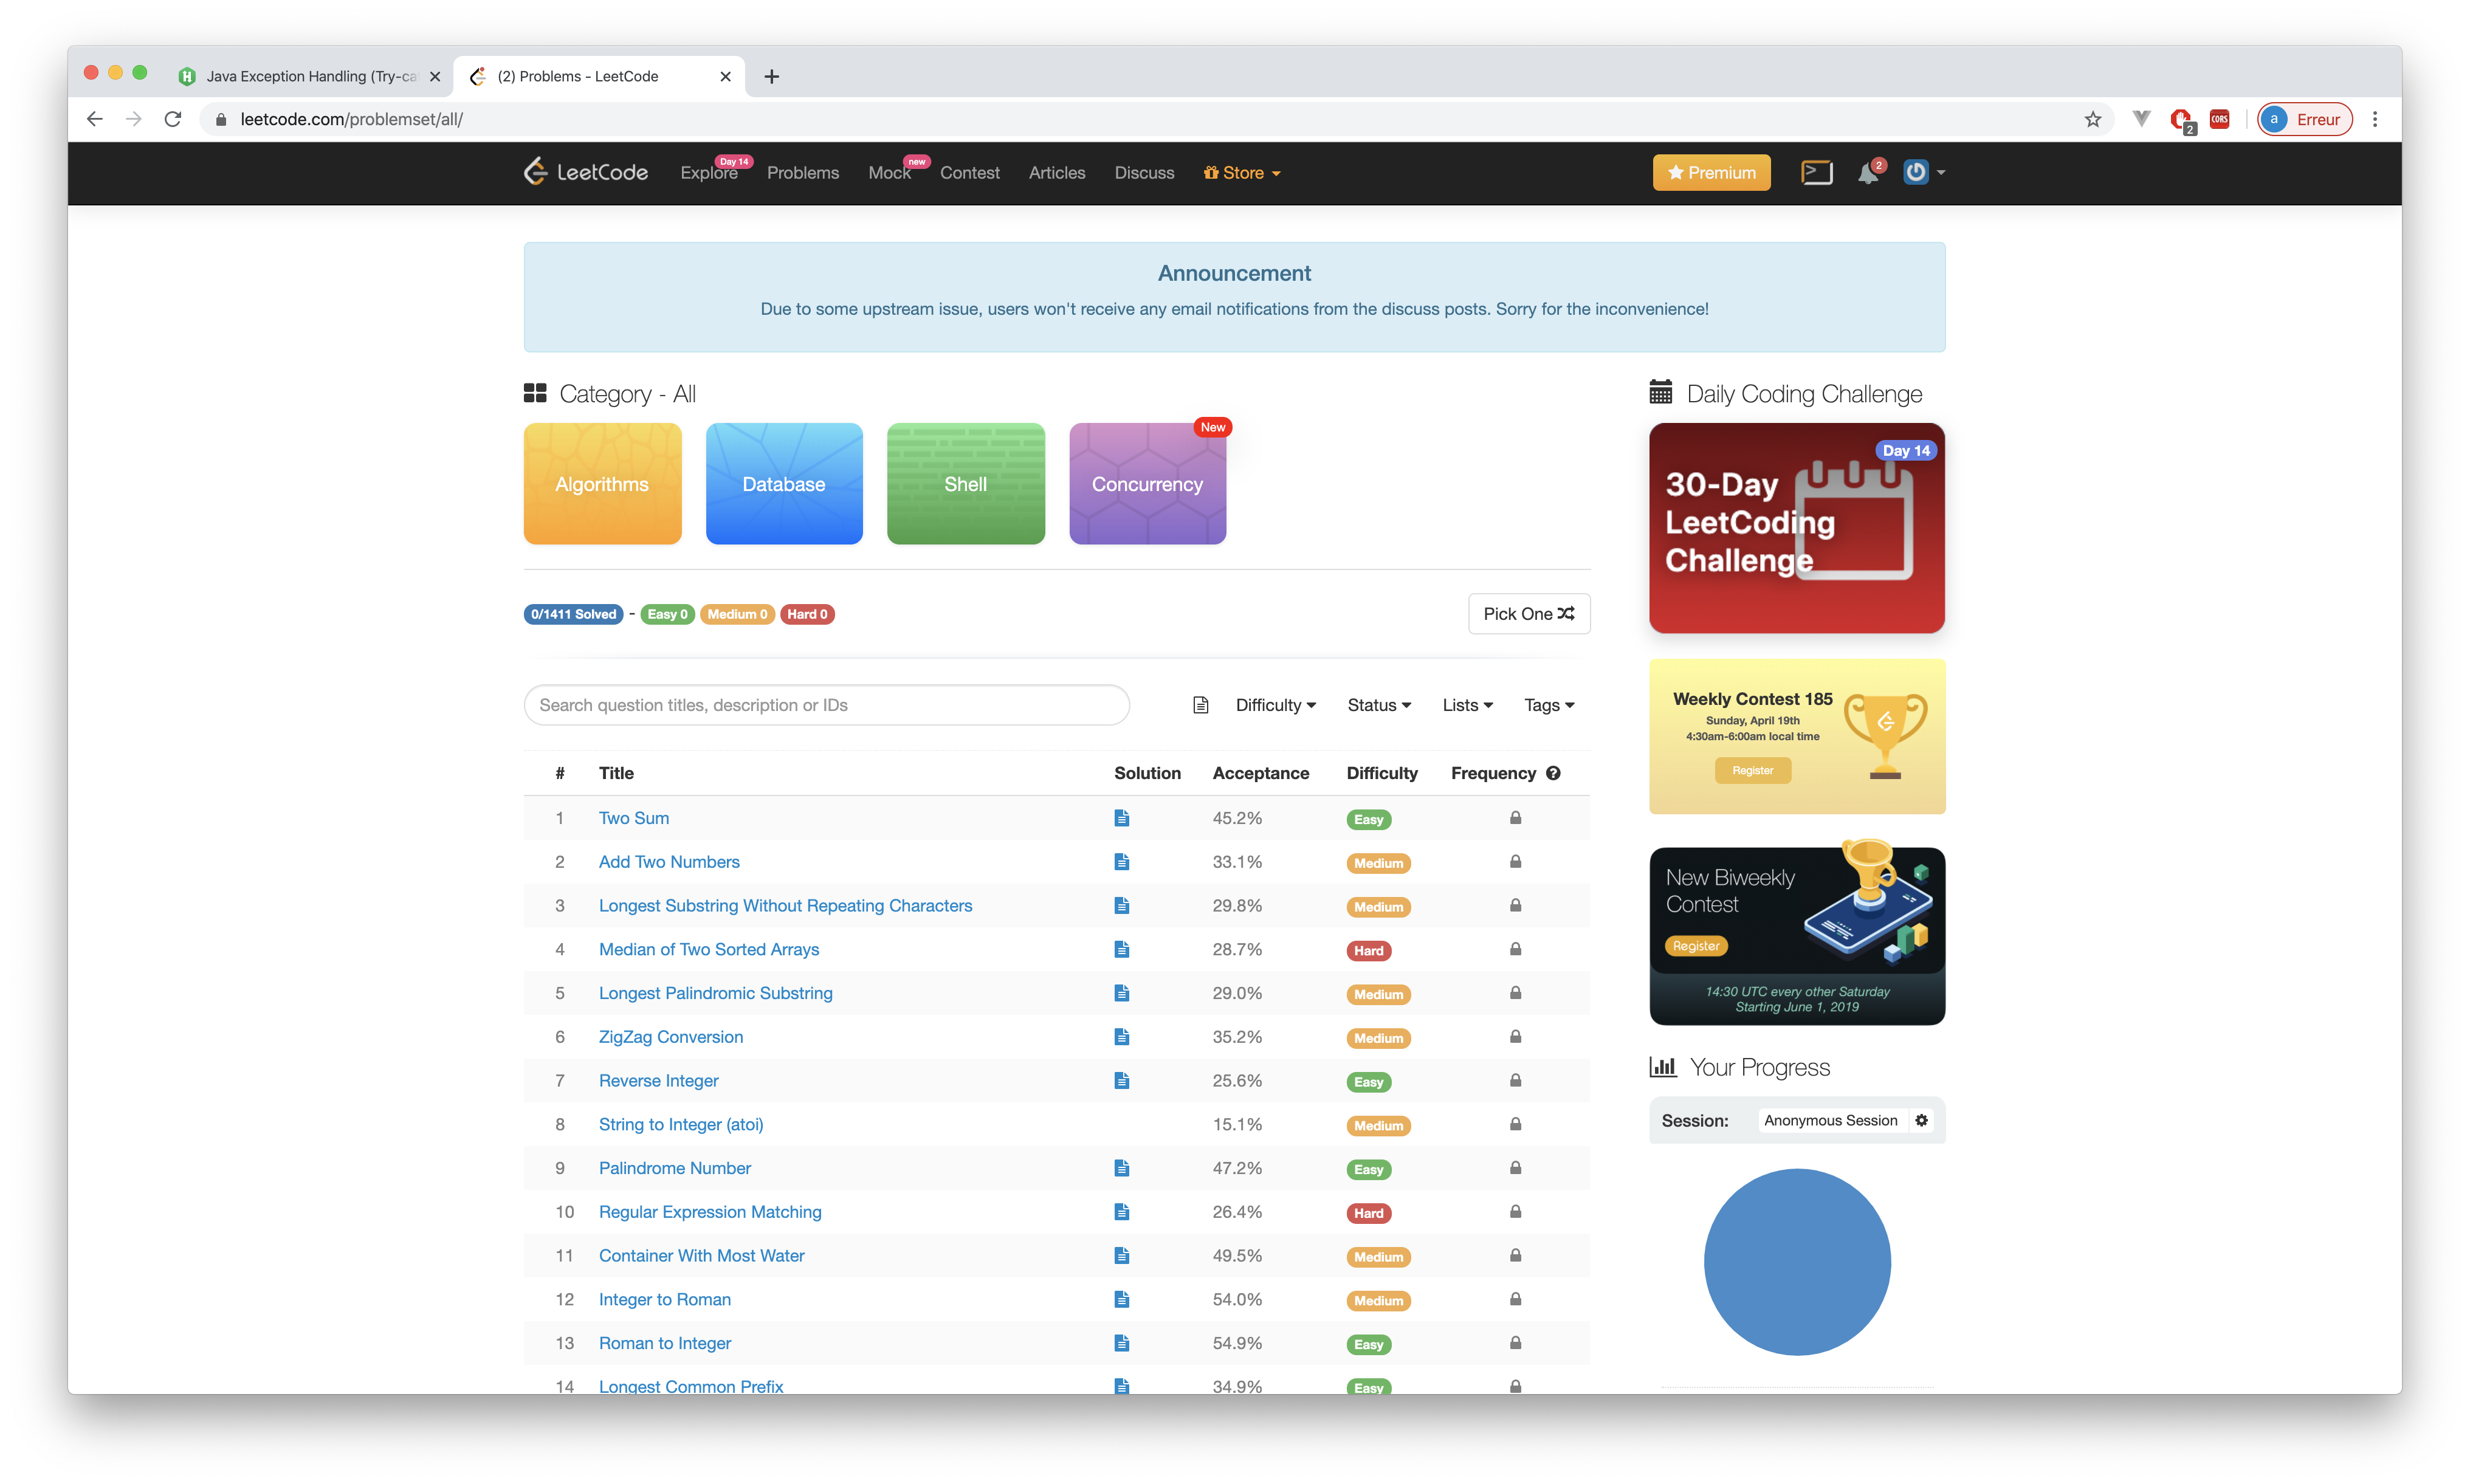 Java Exception Handling (Try-ca
(2) Problems - LeetCode
leetcode.com/problemset/all/
2
CORS
a
Erreur
LeetCode
Explore
Day 14
Problems
Mock
new
Contest
Articles
Discuss
Store
Premium
2
Announcement
Due to some upstream issue, users won't receive any email notifications from the discuss posts. Sorry for the inconvenience!
Category - All
Algorithms
Database
Shell
Concurrency
New
0/1411 Solved - Easy 0 Medium 0 Hard 0
Pick One
Search question titles, description or IDs
Difficulty Status Lists Tags
# Title Solution Acceptance Difficulty Frequency ?
1 Two Sum 45.2% Easy
2 Add Two Numbers 33.1% Medium
3 Longest Substring Without Repeating Characters 29.8% Medium
4 Median of Two Sorted Arrays 28.7% Hard
5 Longest Palindromic Substring 29.0% Medium
6 ZigZag Conversion 35.2% Medium
7 Reverse Integer 25.6% Easy
8 String to Integer (atoi) 15.1% Medium
9 Palindrome Number 47.2% Easy
10 Regular Expression Matching 26.4% Hard
11 Container With Most Water 49.5% Medium
12 Integer to Roman 54.0% Medium
13 Roman to Integer 54.9% Easy
14 Longest Common Prefix 34.9% Easy
Daily Coding Challenge
Day 14
30-Day
LeetCoding
Challenge
Weekly Contest 185
Sunday, April 19th
4:30am-6:00am local time
Register
New Biweekly
Contest
Register
14:30 UTC every other Saturday
Starting June 1, 2019
Your Progress
Session: Anonymous Session